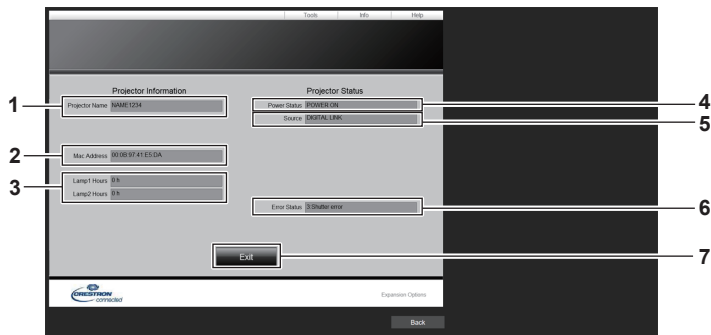 Tools Info Help
Projector Information Projector Status
1 Projector Name NAME1234 Power Status POWER ON 4
Source DIGITAL LINK 5
2 Mac Address 00:0B:97:41:E5:DA
3 Lamp1 Hours 0 h
Lamp2 Hours 0 h
Error Status 3:Shutter error 6
Exit 7
CRESTRON connected Expansion Options
Back